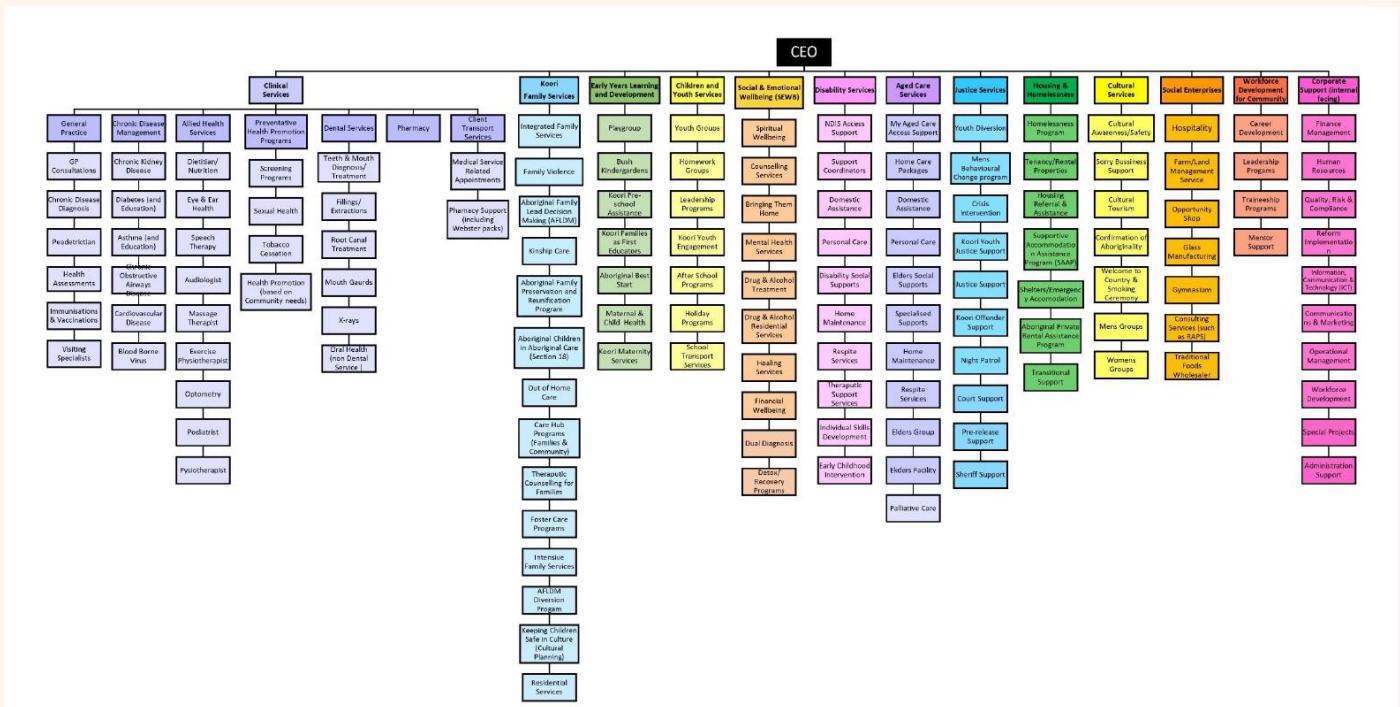 CEO
Clinical
Services
General
Practice
GP
Consultations
Chronic Disease
Diagnosis
Peadetrictian
Health
Assessments
Immunisations
& Vaccinations
Visiting
Specialists
Chronic Disease
Management
Chronic Kidney
Disease
Diabetes (and
Education)
Asthma (and
Education)
Chronic
Obstructive
Airways
Disease
Cardiovascular
Disease
Blood Borne
Virus
Allied Health
Services
Dietitian/
Nutrition
Eye & Ear
Health
Speech
Therapy
Audiologist
Massage
Therapist
Exercise
Physiotherapist
Optometry
Podiatrist
Pysiotherapist
Preventative
Health Promotion
Programs
Screening
Programs
Sexual Health
Tobacco
Cessation
Health Promotion
(based on
Community needs)
Dental Services
Teeth & Mouth
Diagnosis/
Treatment
Fillings/
Extractions
Root Canal
Treatment
Mouth Gaurds
X-rays
Oral Health
(non Dental
Service )
Pharmacy
Client
Transport
Services
Medical Service
Related
Appointments
Pharmacy Support
(including
Webster packs)
Koori
Family Services
Integrated Family
Services
Family Violence
Aboriginal Family
Lead Decision
Making (AFLDM)
Kinship Care
Aboriginal Family
Preservation and
Reunification
Program
Aboriginal Children
in Aboriginal Care
(Section 18)
Out of Home
Care
Care Hub
Programs
(Families &
Community)
Theraputic
Counselling for
Families
Foster Care
Programs
Intensive
Family Services
AFLDM
Diversion
Progam
Keeping Children
Safe in Culture
(Cultural
Planning)
Residential
Services
Early Years Learning
and Development
Playgroup
Bush
Kindergardens
Koori Pre-
school
Assistance
Koori Families
as First
Educators
Aboriginal Best
Start
Maternal &
Child Health
Koori Maternity
Services
Children and
Youth Services
Youth Groups
Homework
Groups
Leadership
Programs
Koori Youth
Engagement
After School
Programs
Holiday
Programs
School
Transport
Services
Social & Emotional
Wellbeing (SEWB)
Spiritual
Wellbeing
Counselling
Services
Bringing Them
Home
Mental Health
Services
Drug & Alcohol
Treatment
Drug & Alcohol
Residential
Services
Healing
Services
Financial
Wellbeing
Dual Diagnosis
Detox/
Recovery
Programs
Disability Services
NDIS Access
Support
Support
Coordinators
Domestic
Assistance
Personal Care
Disability Social
Supports
Home
Maintenance
Respite
Services
Theraputic
Support
Services
Individual Skills
Development
Early Childhood
Intervention
Aged Care
Services
My Aged Care
Access Support
Home Care
Packages
Domestic
Assistance
Personal Care
Elders Social
Supports
Specialised
Supports
Home
Maintenance
Respite
Services
Elders Group
Ekders Facility
Palliative Care
Justice Services
Youth Diversion
Mens
Behavioural
Change program
Crisis
Intervention
Koori Youth
Justice Support
Justice Support
Koori Offender
Support
Night Patrol
Court Support
Pre-release
Support
Sheriff Support
Housing &
Homelessness
Homelessness
Program
Tenancy/Rental
Properties
Housing
Referral &
Assistance
Supportive
Accommodatio
n Assistance
Program (SAAP)
Shelters/Emergenc
y Accomodation
Aboriginal Private
Rental Assistance
Program
Transitional
Support
Cultural
Services
Cultural
Awareness/Safety
Sorry Bussiness
Support
Cultural
Tourism
Confirmation of
Aboriginality
Welcome to
Country &
Smoking
Ceremony
Mens Groups
Womens
Groups
Social Enterprises
Hospitality
Farm/Land
Management
Service
Opportunity
Shop
Glass
Manufacturing
Gymnasium
Consulting
Services (such
as RAPS)
Traditional
Foods
Wholesaler
Workforce
Development
for Community
Career
Development
Leadership
Progams
Traineeship
Programs
Mentor
Support
Corporate
Support (internal
facing)
Finance
Management
Human
Resources
Quality, Risk &
Compliance
Reform
Implementatio
n
Information,
Communication &
Technology (ICT)
Communicatio
ns & Marketing
Operational
Management
Workforce
Development
Special Projects
Administration
Support